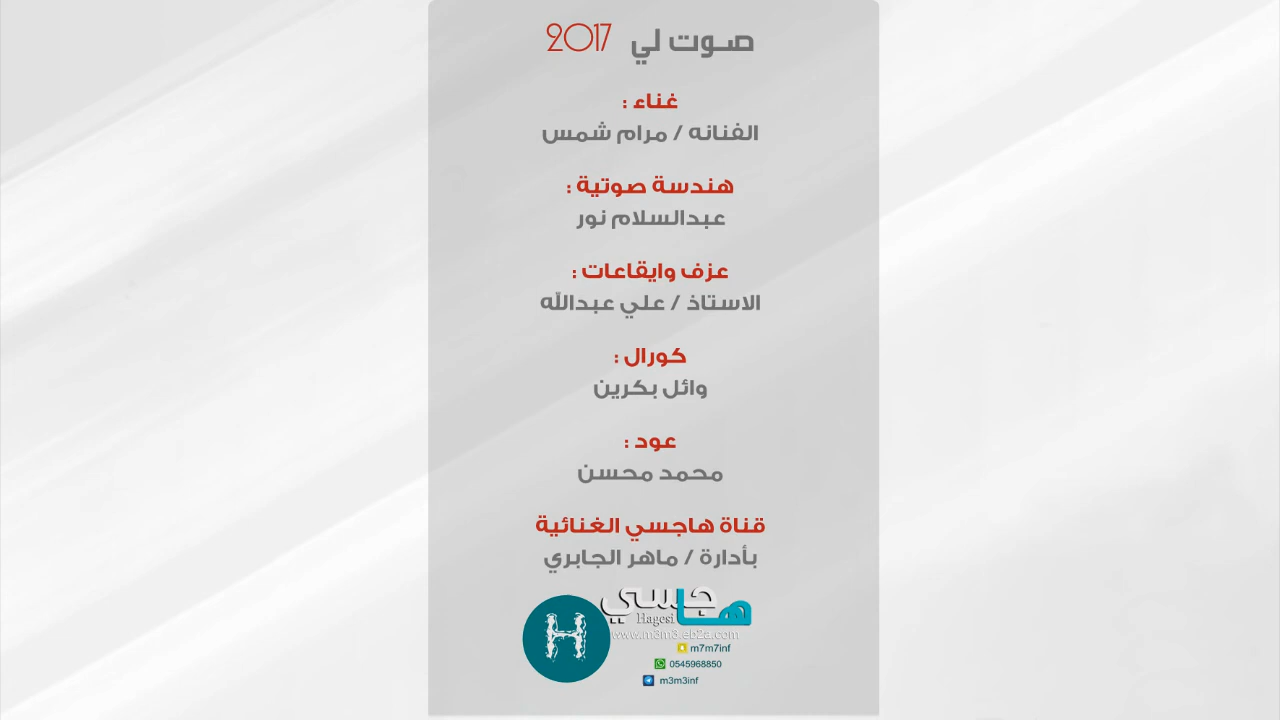 صوت لي 2017
غناء :
الفنانه / مرام شمس
هندسة صوتية :
عبدالسلام نور
عزف وايقاعات :
الاستاذ / علي عبدالله
كورال :
وائل بكرين
عود :
محمد محسن
قناة هاجسي الغنائية
بأدارة / ماهر الجابري
هاجسي
Hagesi
H
www.m3m3.eb2a.com
m7m7inf
0545968850
m3m3inf